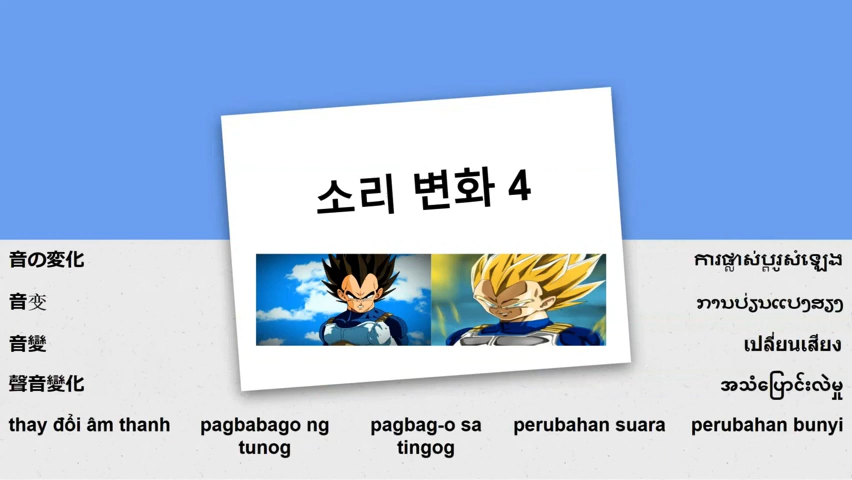 소리 변화 4
音の変化
ការផ្លាស់ប្តូរសំឡេង
音变
ການປ່ຽນແປງສຽງ
音變
เปลี่ยนเสียง
聲音變化
အသံပြောင်းလဲမှု
thay đổi âm thanh
pagbabago ng
tunog
pagbag-o sa
tingog
perubahan suara
perubahan bunyi